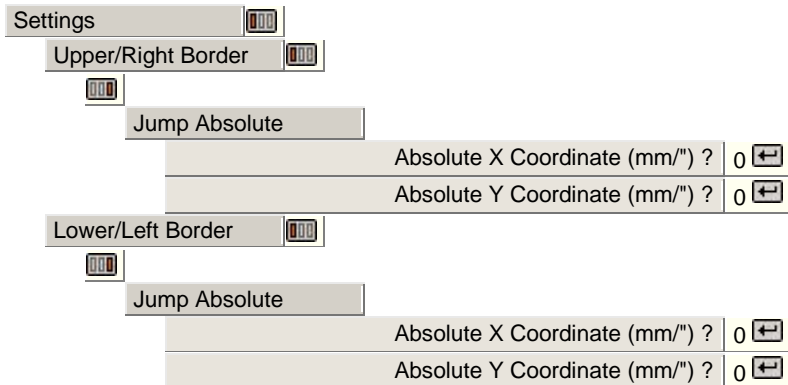 Settings
Upper/Right Border
Jump Absolute
Absolute X Coordinate (mm/") ? 0
Absolute Y Coordinate (mm/") ? 0
Lower/Left Border
Jump Absolute
Absolute X Coordinate (mm/") ? 0
Absolute Y Coordinate (mm/") ? 0